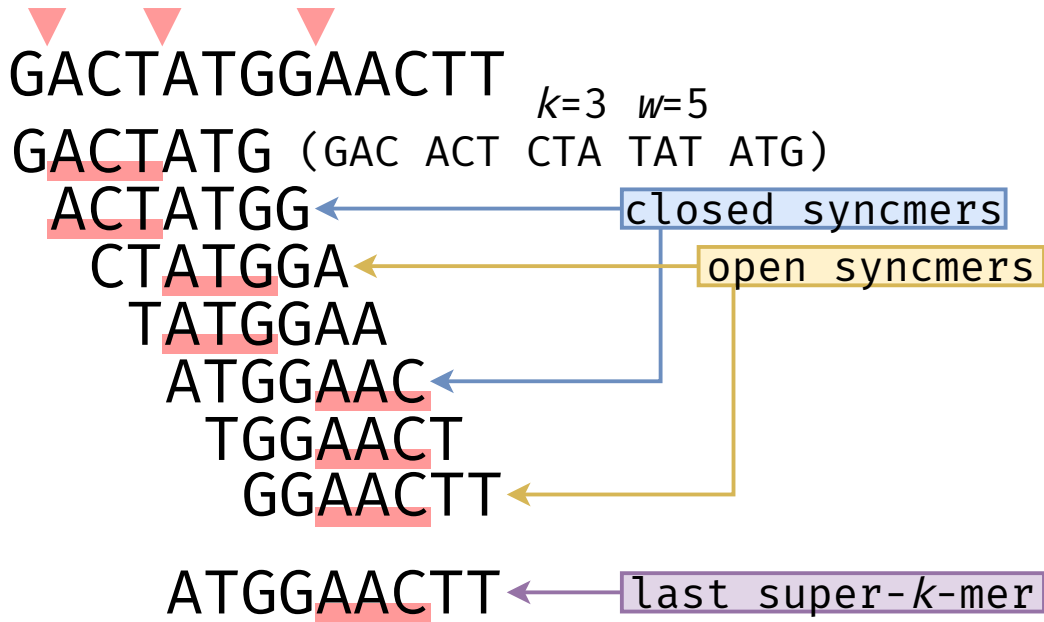 GACTATGGAACTT
k=3 w=5
GACTATG (GAC ACT CTA TAT ATG)
ACTATGG
closed syncmers
CTATGGA
open syncmers
TATGGAA
ATGGAAC
TGGAACT
GGAACTT
ATGGAACTT
last super-k-mer